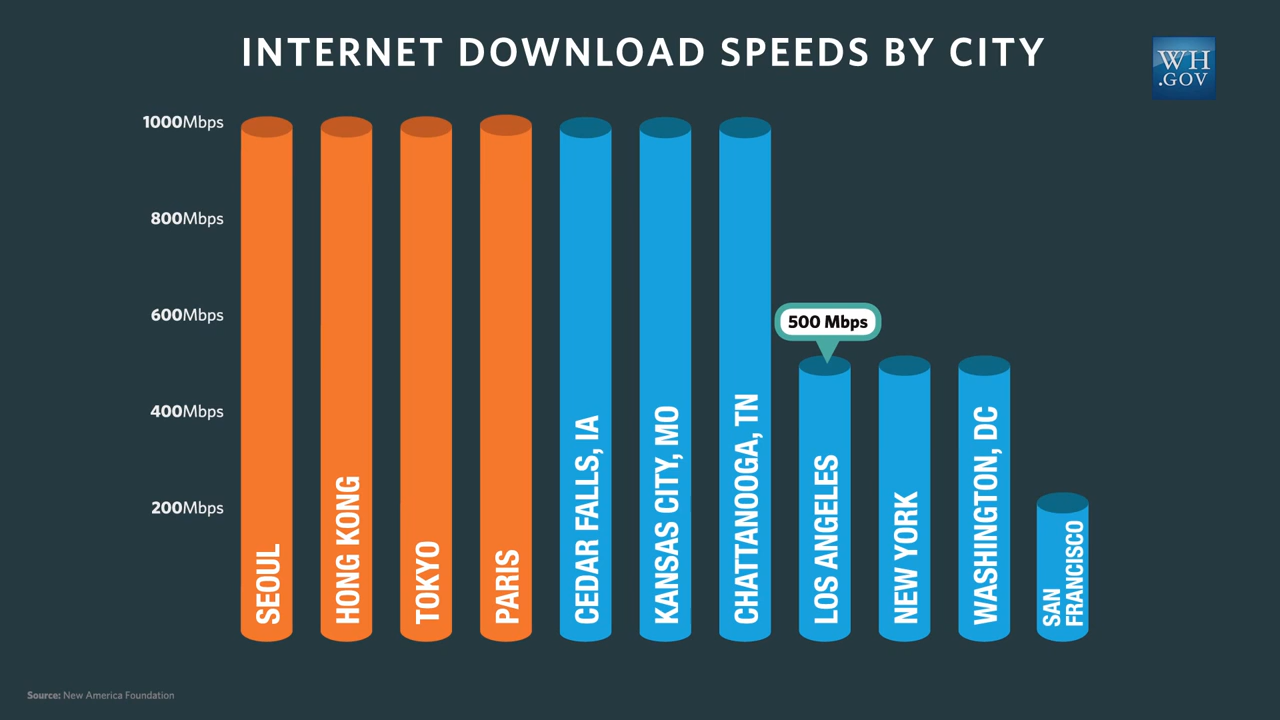 INTERNET DOWNLOAD SPEEDS BY CITY
WH
.GOV
1000Mbps
800Mbps
600Mbps
400Mbps
200Mbps
500 Mbps
SEOUL
HONG KONG
TOKYO
PARIS
CEDAR FALLS, IA
KANSAS CITY, MO
CHATTANOOGA, TN
LOS ANGELES
NEW YORK
WASHINGTON, DC
SAN
FRANCISCO
Source: New America Foundation